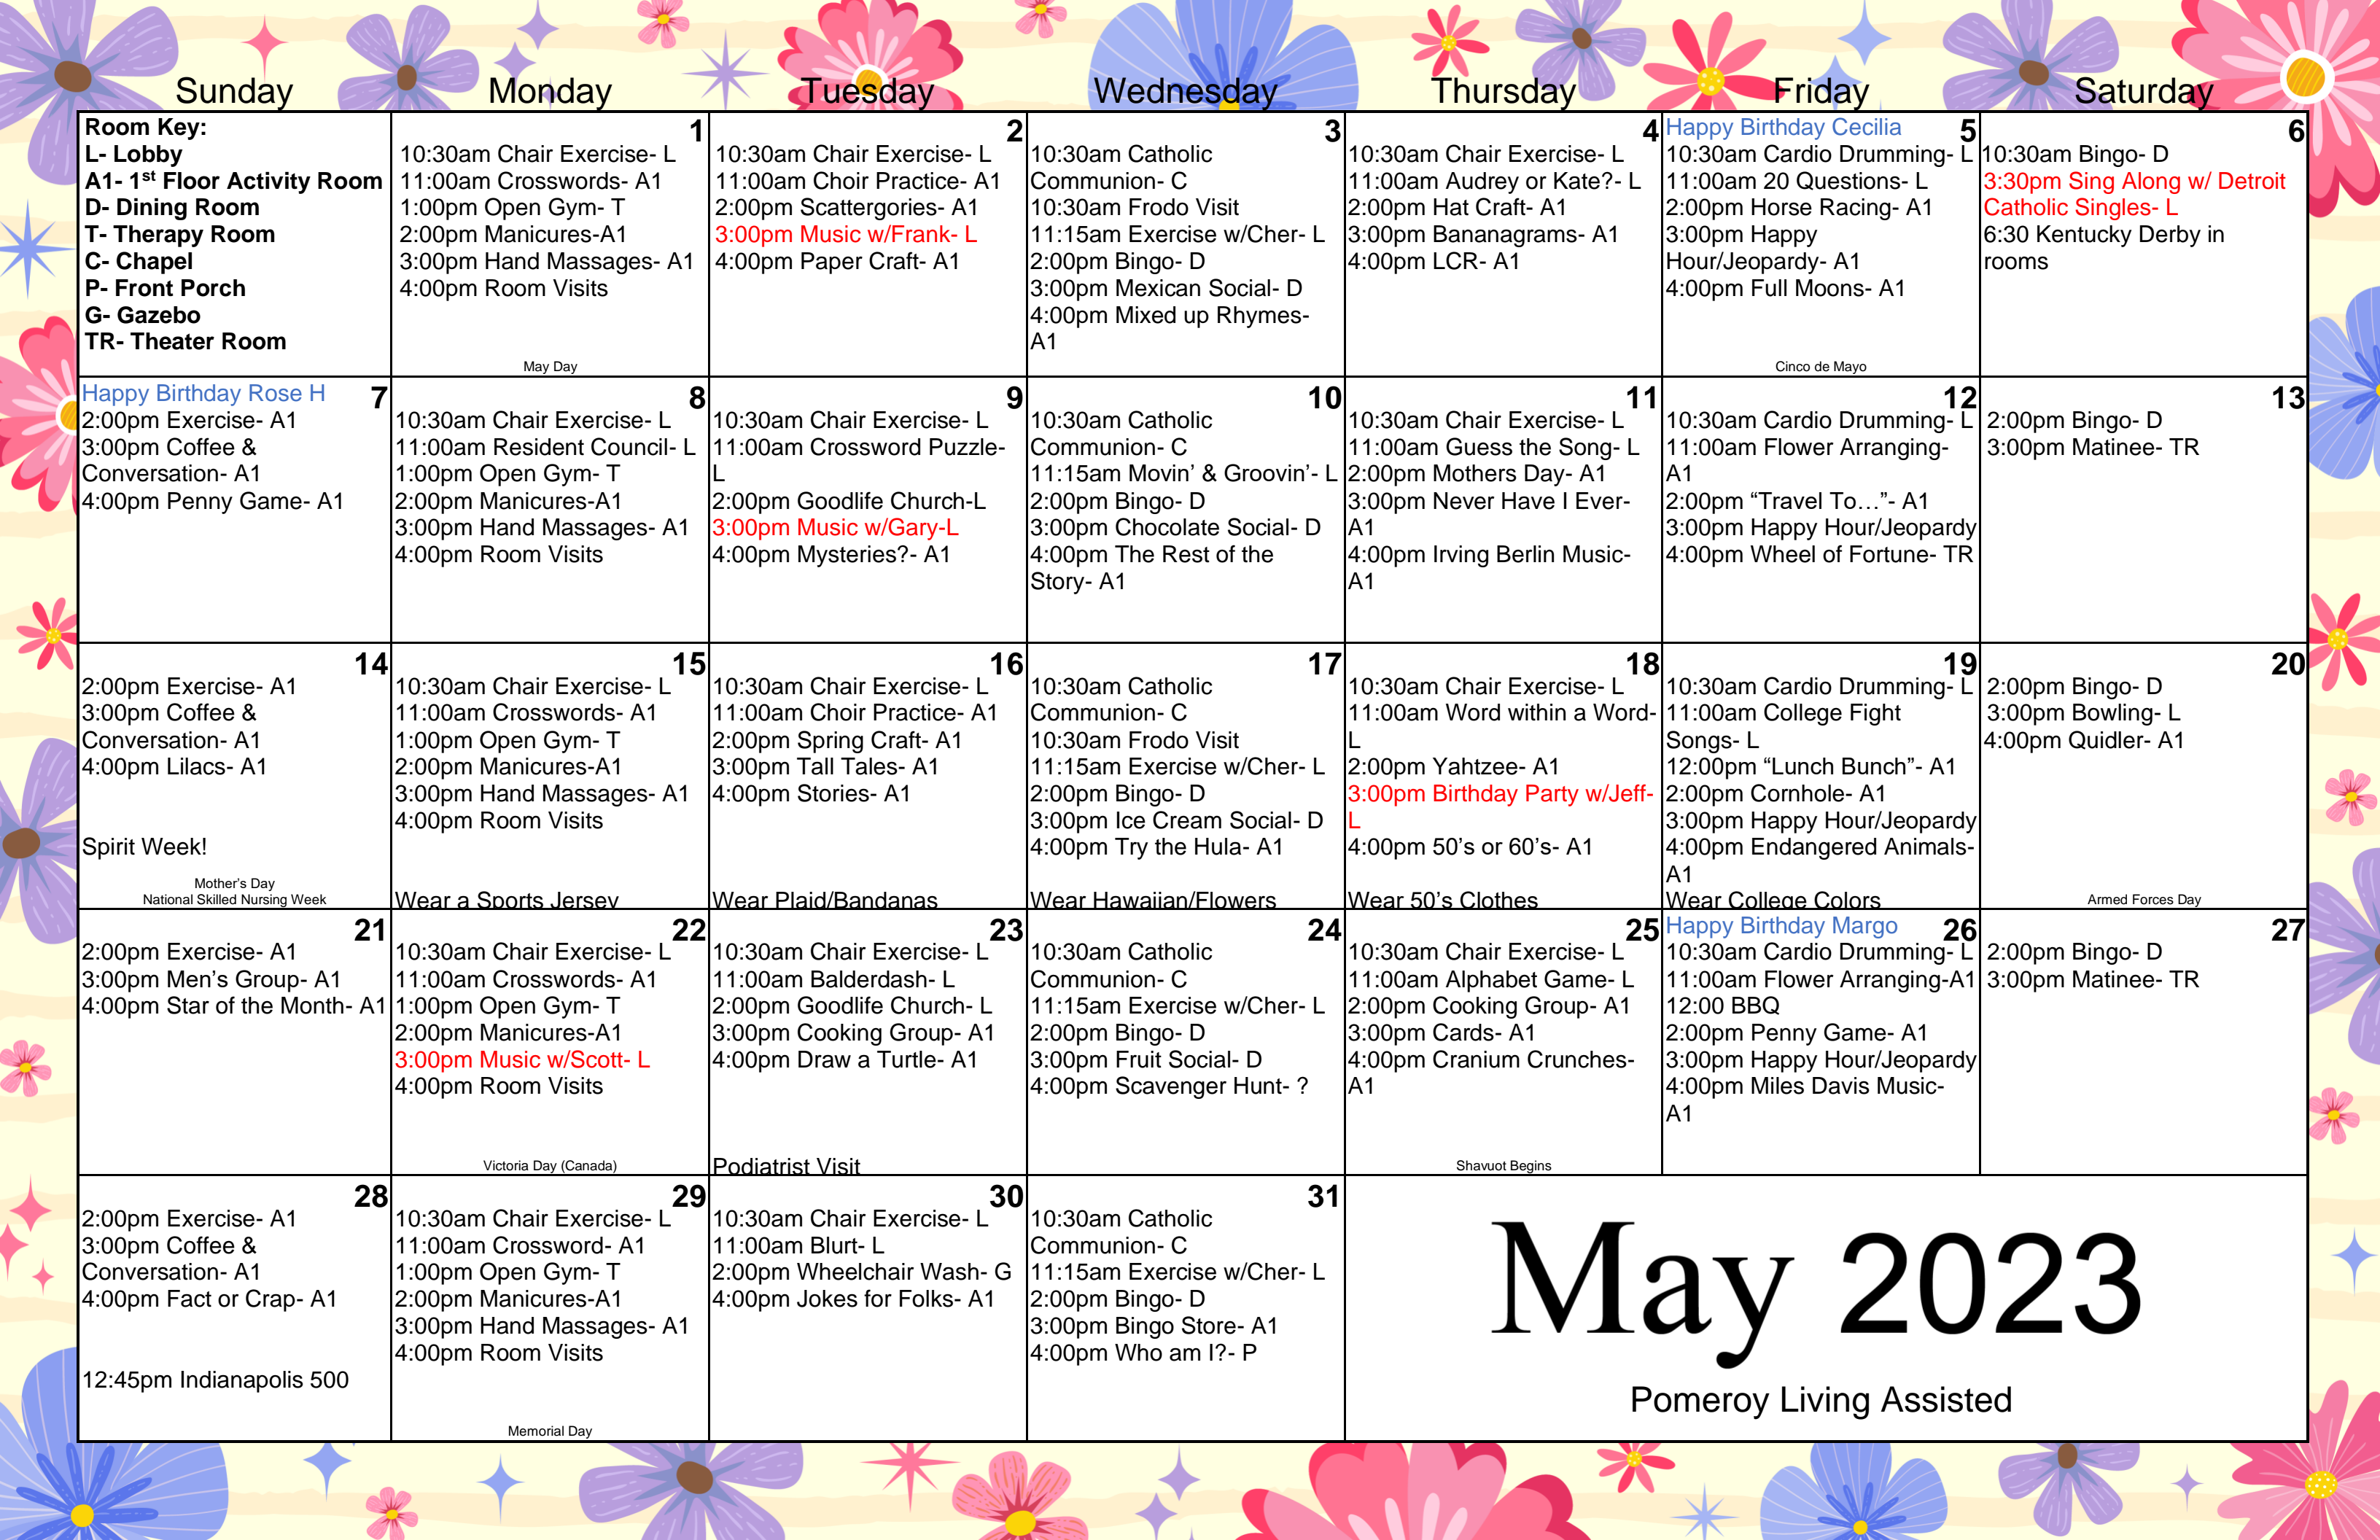 Sunday Monday Tuesday Wednesday Thursday Friday Saturday
Room Key:
L- Lobby
A1- 1st Floor Activity Room
D- Dining Room
T- Therapy Room
C- Chapel
P- Front Porch
G- Gazebo
TR- Theater Room
1
10:30am Chair Exercise- L
11:00am Crosswords- A1
1:00pm Open Gym- T
2:00pm Manicures-A1
3:00pm Hand Massages- A1
4:00pm Room Visits
May Day
2
10:30am Chair Exercise- L
11:00am Choir Practice- A1
2:00pm Scattergories- A1
3:00pm Music w/Frank- L
4:00pm Paper Craft- A1
3
10:30am Catholic
Communion- C
10:30am Frodo Visit
11:15am Exercise w/Cher- L
2:00pm Bingo- D
3:00pm Mexican Social- D
4:00pm Mixed up Rhymes-
A1
4
10:30am Chair Exercise- L
11:00am Audrey or Kate?- L
2:00pm Hat Craft- A1
3:00pm Bananagrams- A1
4:00pm LCR- A1
Happy Birthday Cecilia 5
10:30am Cardio Drumming- L
11:00am 20 Questions- L
2:00pm Horse Racing- A1
3:00pm Happy
Hour/Jeopardy- A1
4:00pm Full Moons- A1
Cinco de Mayo
6
10:30am Bingo- D
3:30pm Sing Along w/ Detroit
Catholic Singles- L
6:30 Kentucky Derby in
rooms
Happy Birthday Rose H 7
2:00pm Exercise- A1
3:00pm Coffee &
Conversation- A1
4:00pm Penny Game- A1
8
10:30am Chair Exercise- L
11:00am Resident Council- L
1:00pm Open Gym- T
2:00pm Manicures-A1
3:00pm Hand Massages- A1
4:00pm Room Visits
9
10:30am Chair Exercise- L
11:00am Crossword Puzzle-
L
2:00pm Goodlife Church-L
3:00pm Music w/Gary-L
4:00pm Mysteries?- A1
10
10:30am Catholic
Communion- C
11:15am Movin’ & Groovin’- L
2:00pm Bingo- D
3:00pm Chocolate Social- D
4:00pm The Rest of the
Story- A1
11
10:30am Chair Exercise- L
11:00am Guess the Song- L
2:00pm Mothers Day- A1
3:00pm Never Have I Ever-
A1
4:00pm Irving Berlin Music-
A1
12
10:30am Cardio Drumming- L
11:00am Flower Arranging-
A1
2:00pm “Travel To…”- A1
3:00pm Happy Hour/Jeopardy
4:00pm Wheel of Fortune- TR
13
2:00pm Bingo- D
3:00pm Matinee- TR
14
2:00pm Exercise- A1
3:00pm Coffee &
Conversation- A1
4:00pm Lilacs- A1
Spirit Week!
Mother’s Day
National Skilled Nursing Week
15
10:30am Chair Exercise- L
11:00am Crosswords- A1
1:00pm Open Gym- T
2:00pm Manicures-A1
3:00pm Hand Massages- A1
4:00pm Room Visits
Wear a Sports Jersey
16
10:30am Chair Exercise- L
11:00am Choir Practice- A1
2:00pm Spring Craft- A1
3:00pm Tall Tales- A1
4:00pm Stories- A1
Wear Plaid/Bandanas
17
10:30am Catholic
Communion- C
10:30am Frodo Visit
11:15am Exercise w/Cher- L
2:00pm Bingo- D
3:00pm Ice Cream Social- D
4:00pm Try the Hula- A1
Wear Hawaiian/Flowers
18
10:30am Chair Exercise- L
11:00am Word within a Word-
L
2:00pm Yahtzee- A1
3:00pm Birthday Party w/Jeff-
L
4:00pm 50’s or 60’s- A1
Wear 50’s Clothes
19
10:30am Cardio Drumming- L
11:00am College Fight
Songs- L
12:00pm “Lunch Bunch”- A1
2:00pm Cornhole- A1
3:00pm Happy Hour/Jeopardy
4:00pm Endangered Animals-
A1
Wear College Colors
20
2:00pm Bingo- D
3:00pm Bowling- L
4:00pm Quidler- A1
Armed Forces Day
21
2:00pm Exercise- A1
3:00pm Men’s Group- A1
4:00pm Star of the Month- A1
22
10:30am Chair Exercise- L
11:00am Crosswords- A1
1:00pm Open Gym- T
2:00pm Manicures-A1
3:00pm Music w/Scott- L
4:00pm Room Visits
Victoria Day (Canada)
23
10:30am Chair Exercise- L
11:00am Balderdash- L
2:00pm Goodlife Church- L
3:00pm Cooking Group- A1
4:00pm Draw a Turtle- A1
Podiatrist Visit
24
10:30am Catholic
Communion- C
11:15am Exercise w/Cher- L
2:00pm Bingo- D
3:00pm Fruit Social- D
4:00pm Scavenger Hunt- ?
25
10:30am Chair Exercise- L
11:00am Alphabet Game- L
2:00pm Cooking Group- A1
3:00pm Cards- A1
4:00pm Cranium Crunches-
A1
Shavuot Begins
Happy Birthday Margo 26
10:30am Cardio Drumming- L
11:00am Flower Arranging-A1
12:00 BBQ
2:00pm Penny Game- A1
3:00pm Happy Hour/Jeopardy
4:00pm Miles Davis Music-
A1
27
2:00pm Bingo- D
3:00pm Matinee- TR
28
2:00pm Exercise- A1
3:00pm Coffee &
Conversation- A1
4:00pm Fact or Crap- A1
12:45pm Indianapolis 500
29
10:30am Chair Exercise- L
11:00am Crossword- A1
1:00pm Open Gym- T
2:00pm Manicures-A1
3:00pm Hand Massages- A1
4:00pm Room Visits
Memorial Day
30
10:30am Chair Exercise- L
11:00am Blurt- L
2:00pm Wheelchair Wash- G
4:00pm Jokes for Folks- A1
31
10:30am Catholic
Communion- C
11:15am Exercise w/Cher- L
2:00pm Bingo- D
3:00pm Bingo Store- A1
4:00pm Who am I?- P
May 2023
Pomeroy Living Assisted